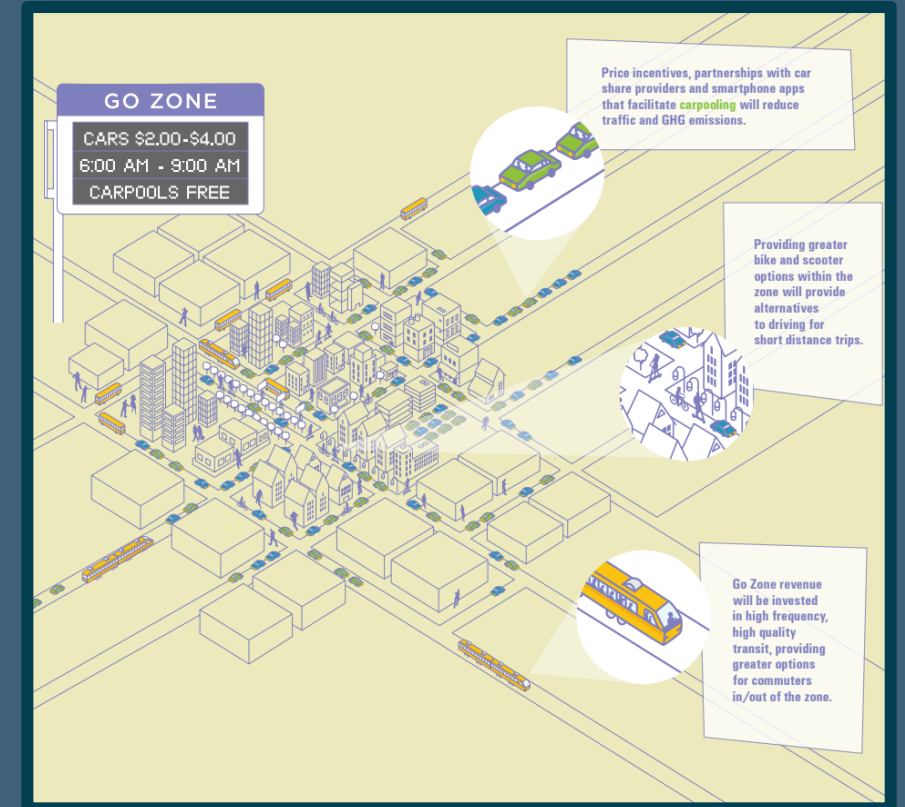 GO ZONE
CARS $2.00-$4.00
6:00 AM - 9:00 AM
CARPOOLS FREE
Price incentives, partnerships with car
share providers and smartphone apps
that facilitate carpooling will reduce
traffic and GHG emissions.
Providing greater
bike and scooter
options within the
zone will provide
alternatives
to driving for
short distance trips.
Go Zone revenue
will be invested
in high frequency,
high quality
transit, providing
greater options
for commuters
in/out of the zone.